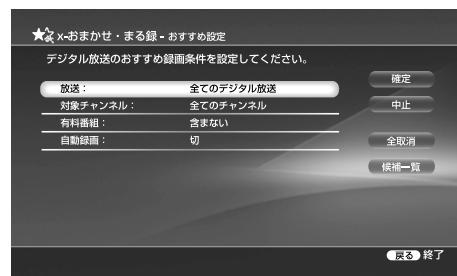 x-おまかせ・まる録 - おすすめ設定
デジタル放送のおすすめ録画条件を設定してください。
放送： 全てのデジタル放送
対象チャンネル： 全てのチャンネル
有料番組： 含まない
自動録画： 切
確定
中止
全取消
候補一覧
戻る 終了